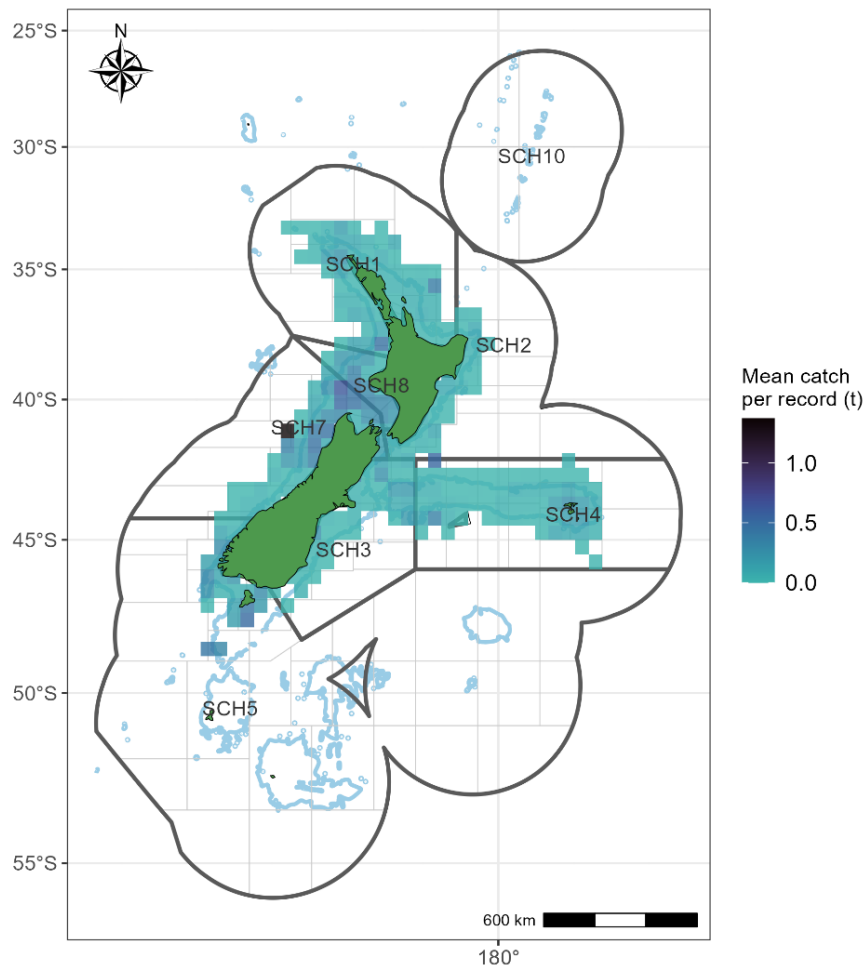 25°S
N
30°S
SCH10
SCH1
35°S
SCH2
SCH8
40°S
Mean catch
per record (t)
SCH7
1.0
SCH4
0.5
45°S
SCH3
0.0
50°S
SCH5
55°S
600 km
180°